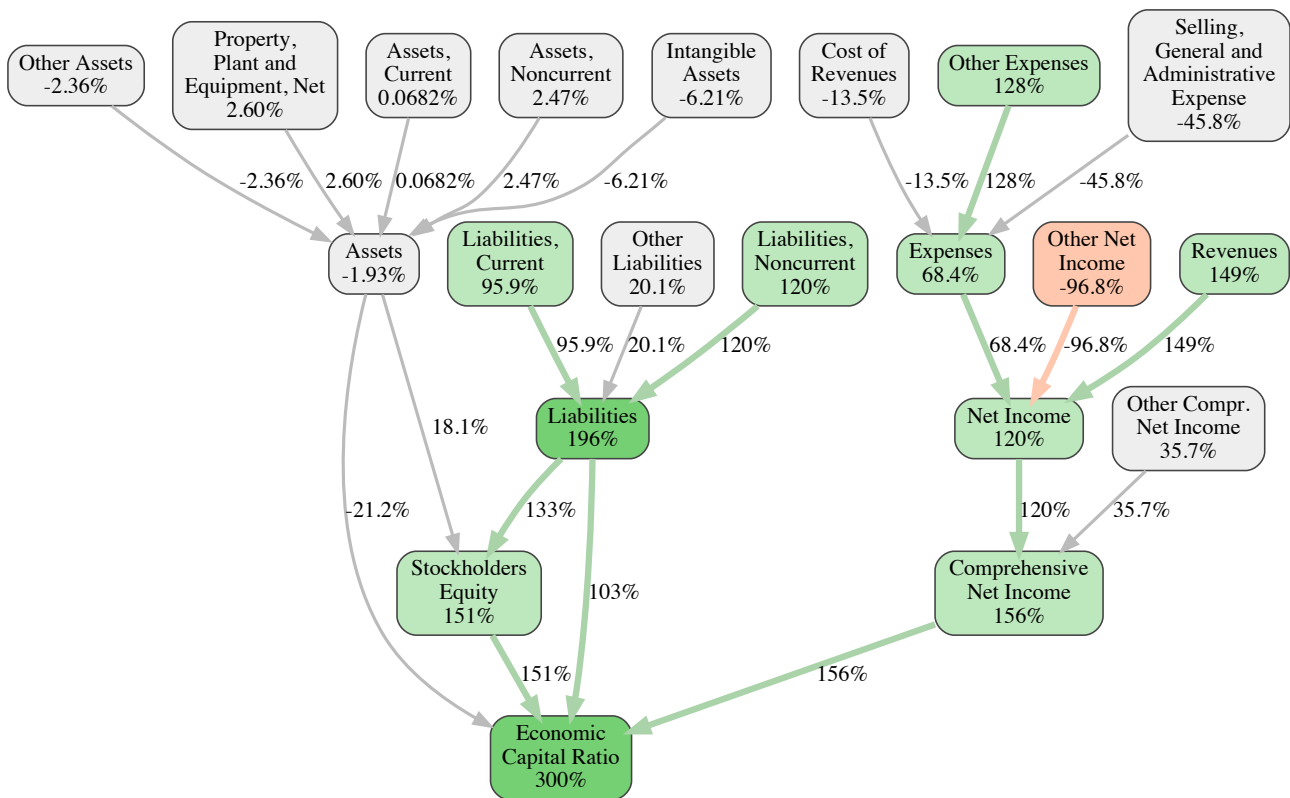 Other Assets
-2.36%
Property,
Plant and
Equipment, Net
2.60%
Assets,
Current
0.0682%
Assets,
Noncurrent
2.47%
Intangible
Assets
-6.21%
Cost of
Revenues
-13.5%
Other Expenses
128%
Selling,
General and
Administrative
Expense
-45.8%
-2.36%
2.60%
0.0682%
2.47%
-6.21%
-13.5%
128%
-45.8%
Assets
-1.93%
Liabilities,
Current
95.9%
Other
Liabilities
20.1%
Liabilities,
Noncurrent
120%
Expenses
68.4%
Other Net
Income
-96.8%
Revenues
149%
95.9%
20.1%
120%
68.4%
-96.8%
149%
18.1%
Liabilities
196%
Net Income
120%
Other Compr.
Net Income
35.7%
-21.2%
133%
120%
35.7%
Stockholders
Equity
151%
103%
Comprehensive
Net Income
156%
151%
156%
Economic
Capital Ratio
300%